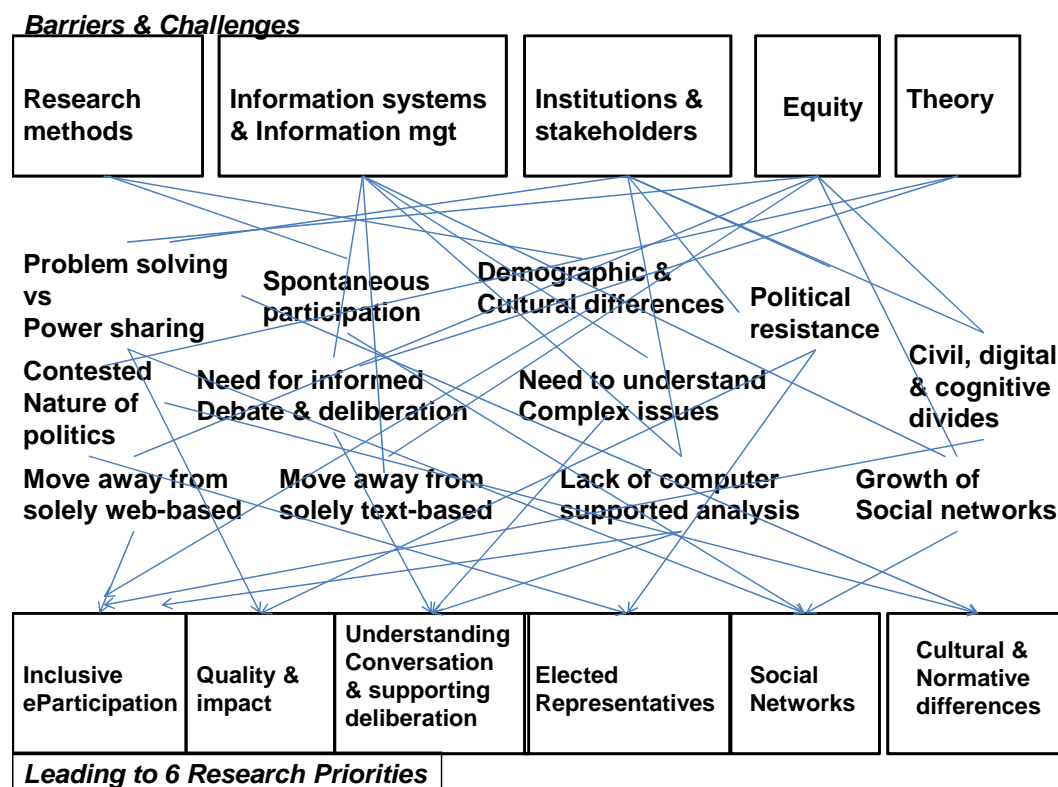 Barriers & Challenges
Research
methods
Information systems
& Information mgt
Institutions &
stakeholders
Equity
Theory
Problem solving
vs
Power sharing
Spontaneous
participation
Demographic &
Cultural differences
Political
resistance
Civil, digital
& cognitive
divides
Contested
Nature of
politics
Need for informed
Debate & deliberation
Need to understand
Complex issues
Move away from
solely web-based
Move away from
solely text-based
Lack of computer
supported analysis
Growth of
Social networks
Inclusive
eParticipation
Quality &
impact
Understanding
Conversation
& supporting
deliberation
Elected
Representatives
Social
Networks
Cultural &
Normative
differences
Leading to 6 Research Priorities